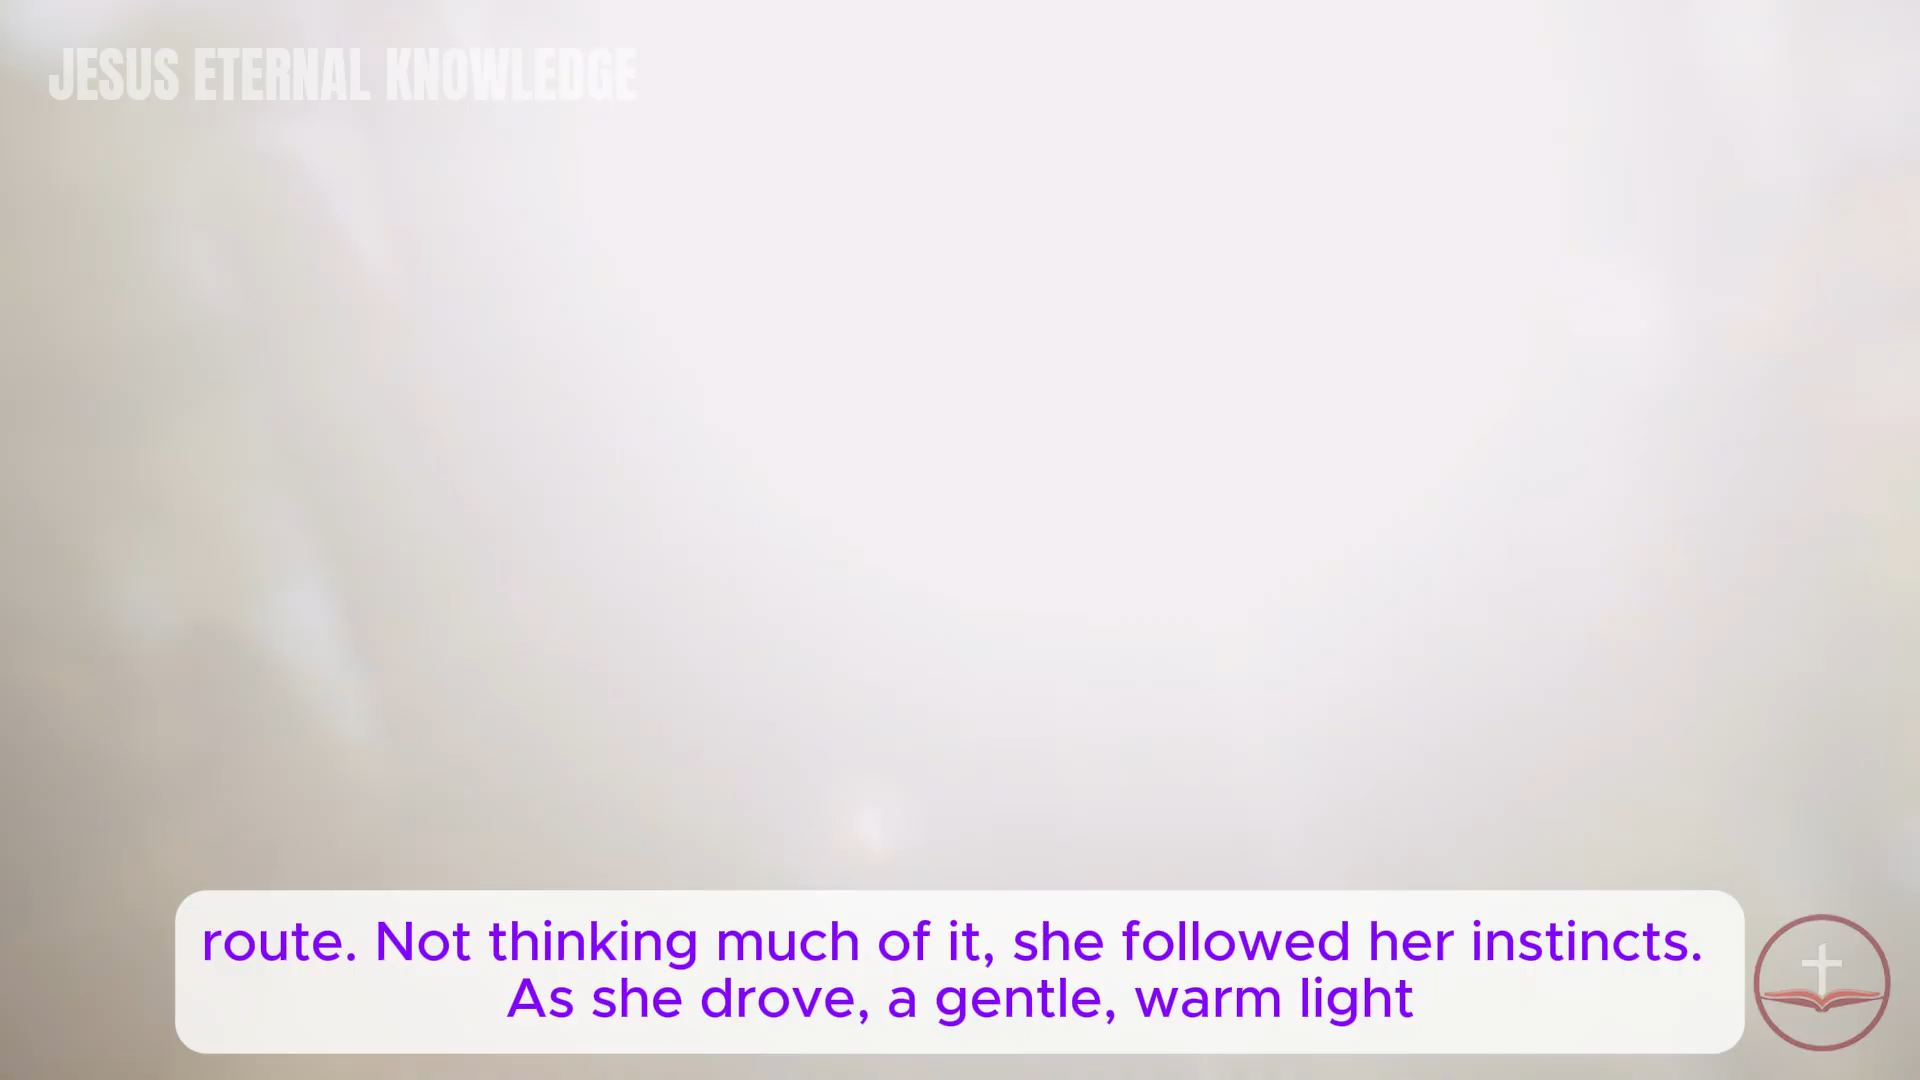 JESUS ETERNAL KNOWLEDGE
route. Not thinking much of it, she followed her instincts.
As she drove, a gentle, warm light